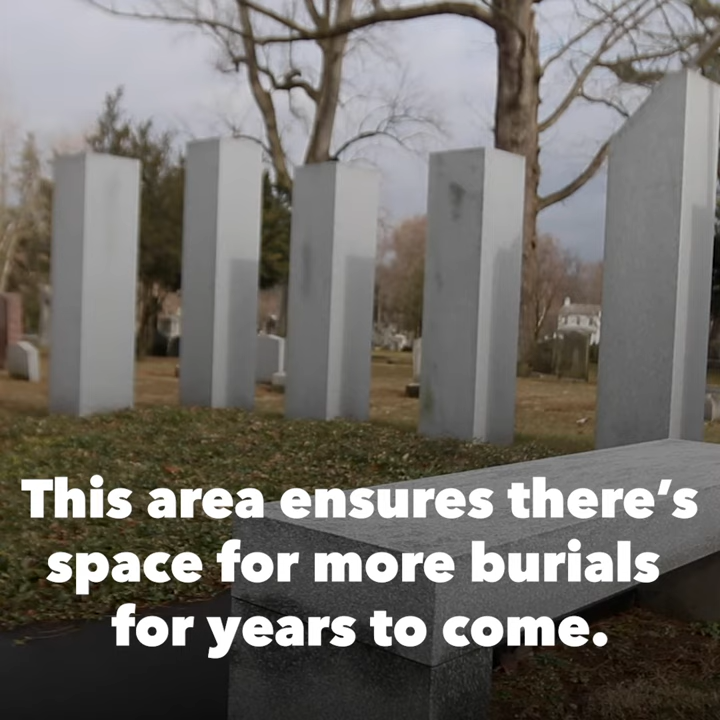 This area ensures there’s
space for more burials
for years to come.